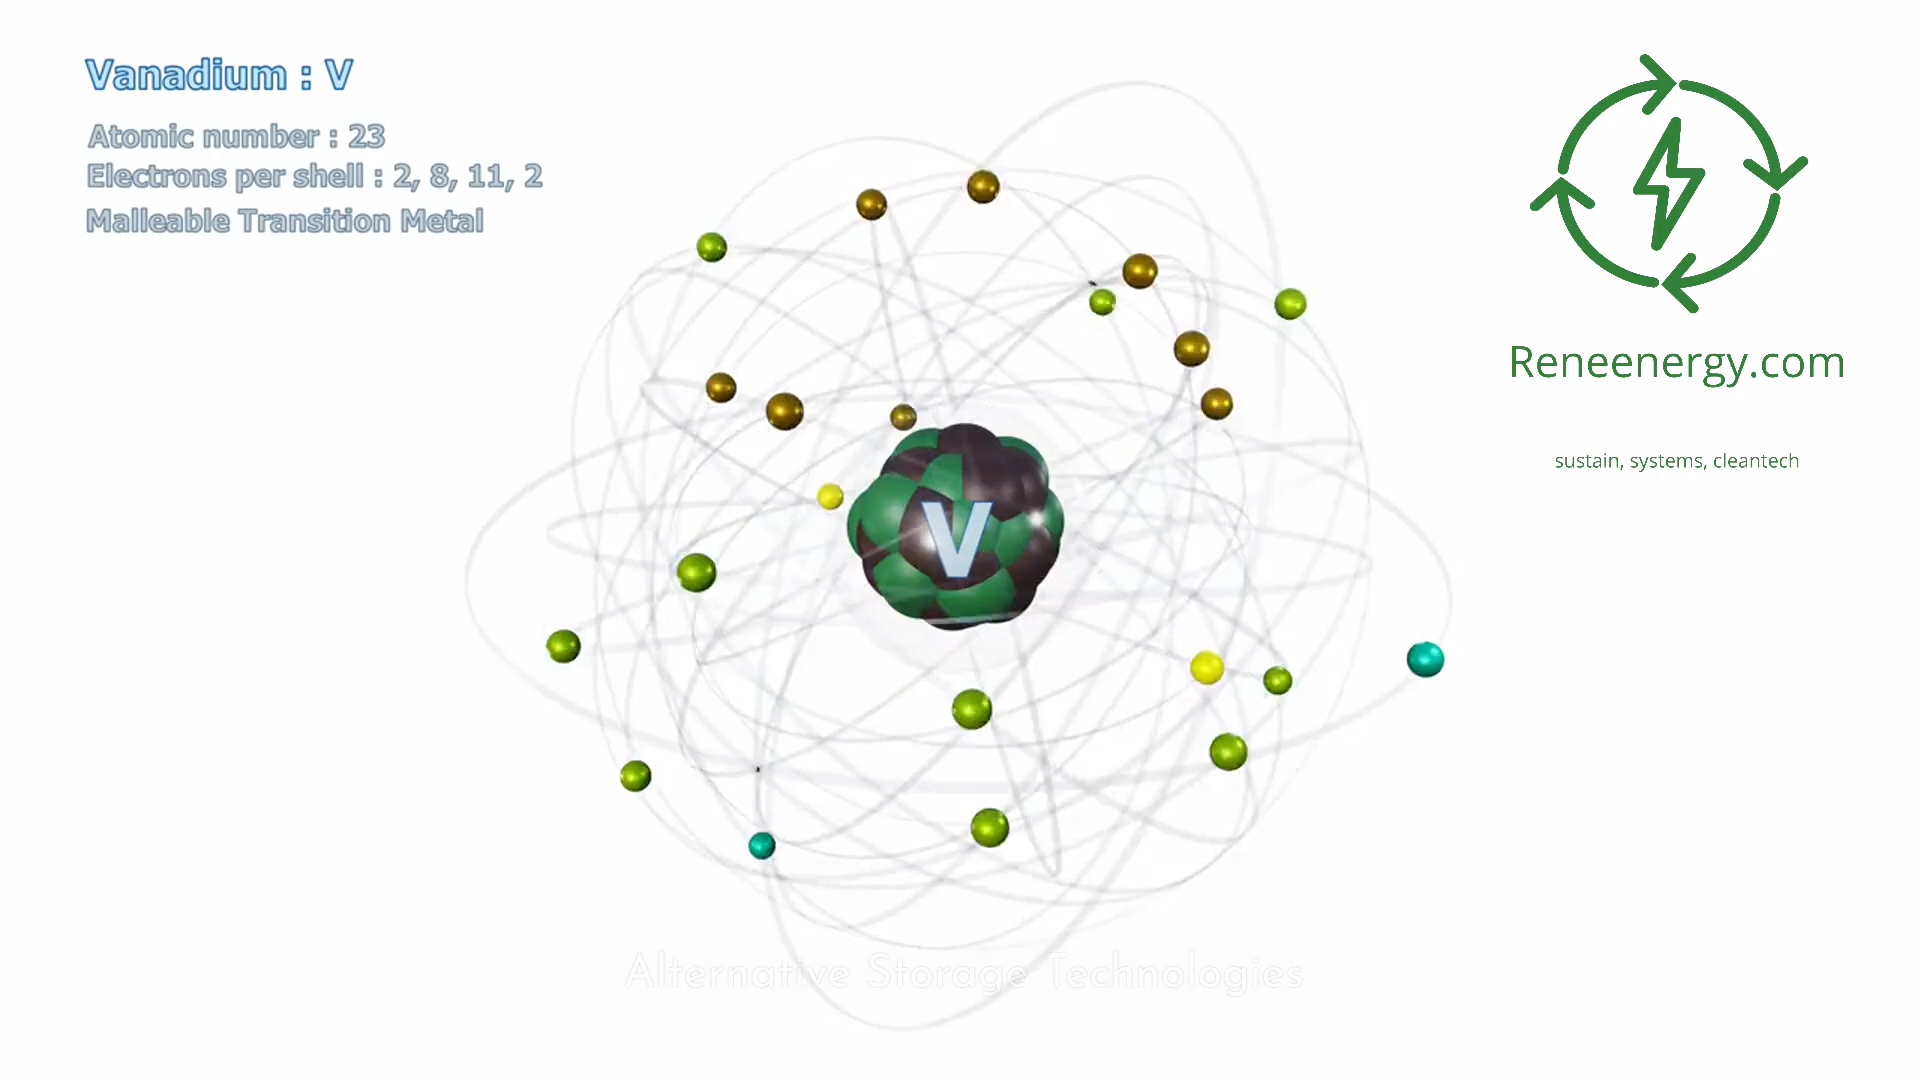 Vanadium : V
Atomic number : 23
Electrons per shell : 2, 8, 11, 2
Malleable Transition Metal
V
Reneenergy.com
sustain, systems, cleantech
Alternative Storage Technologies